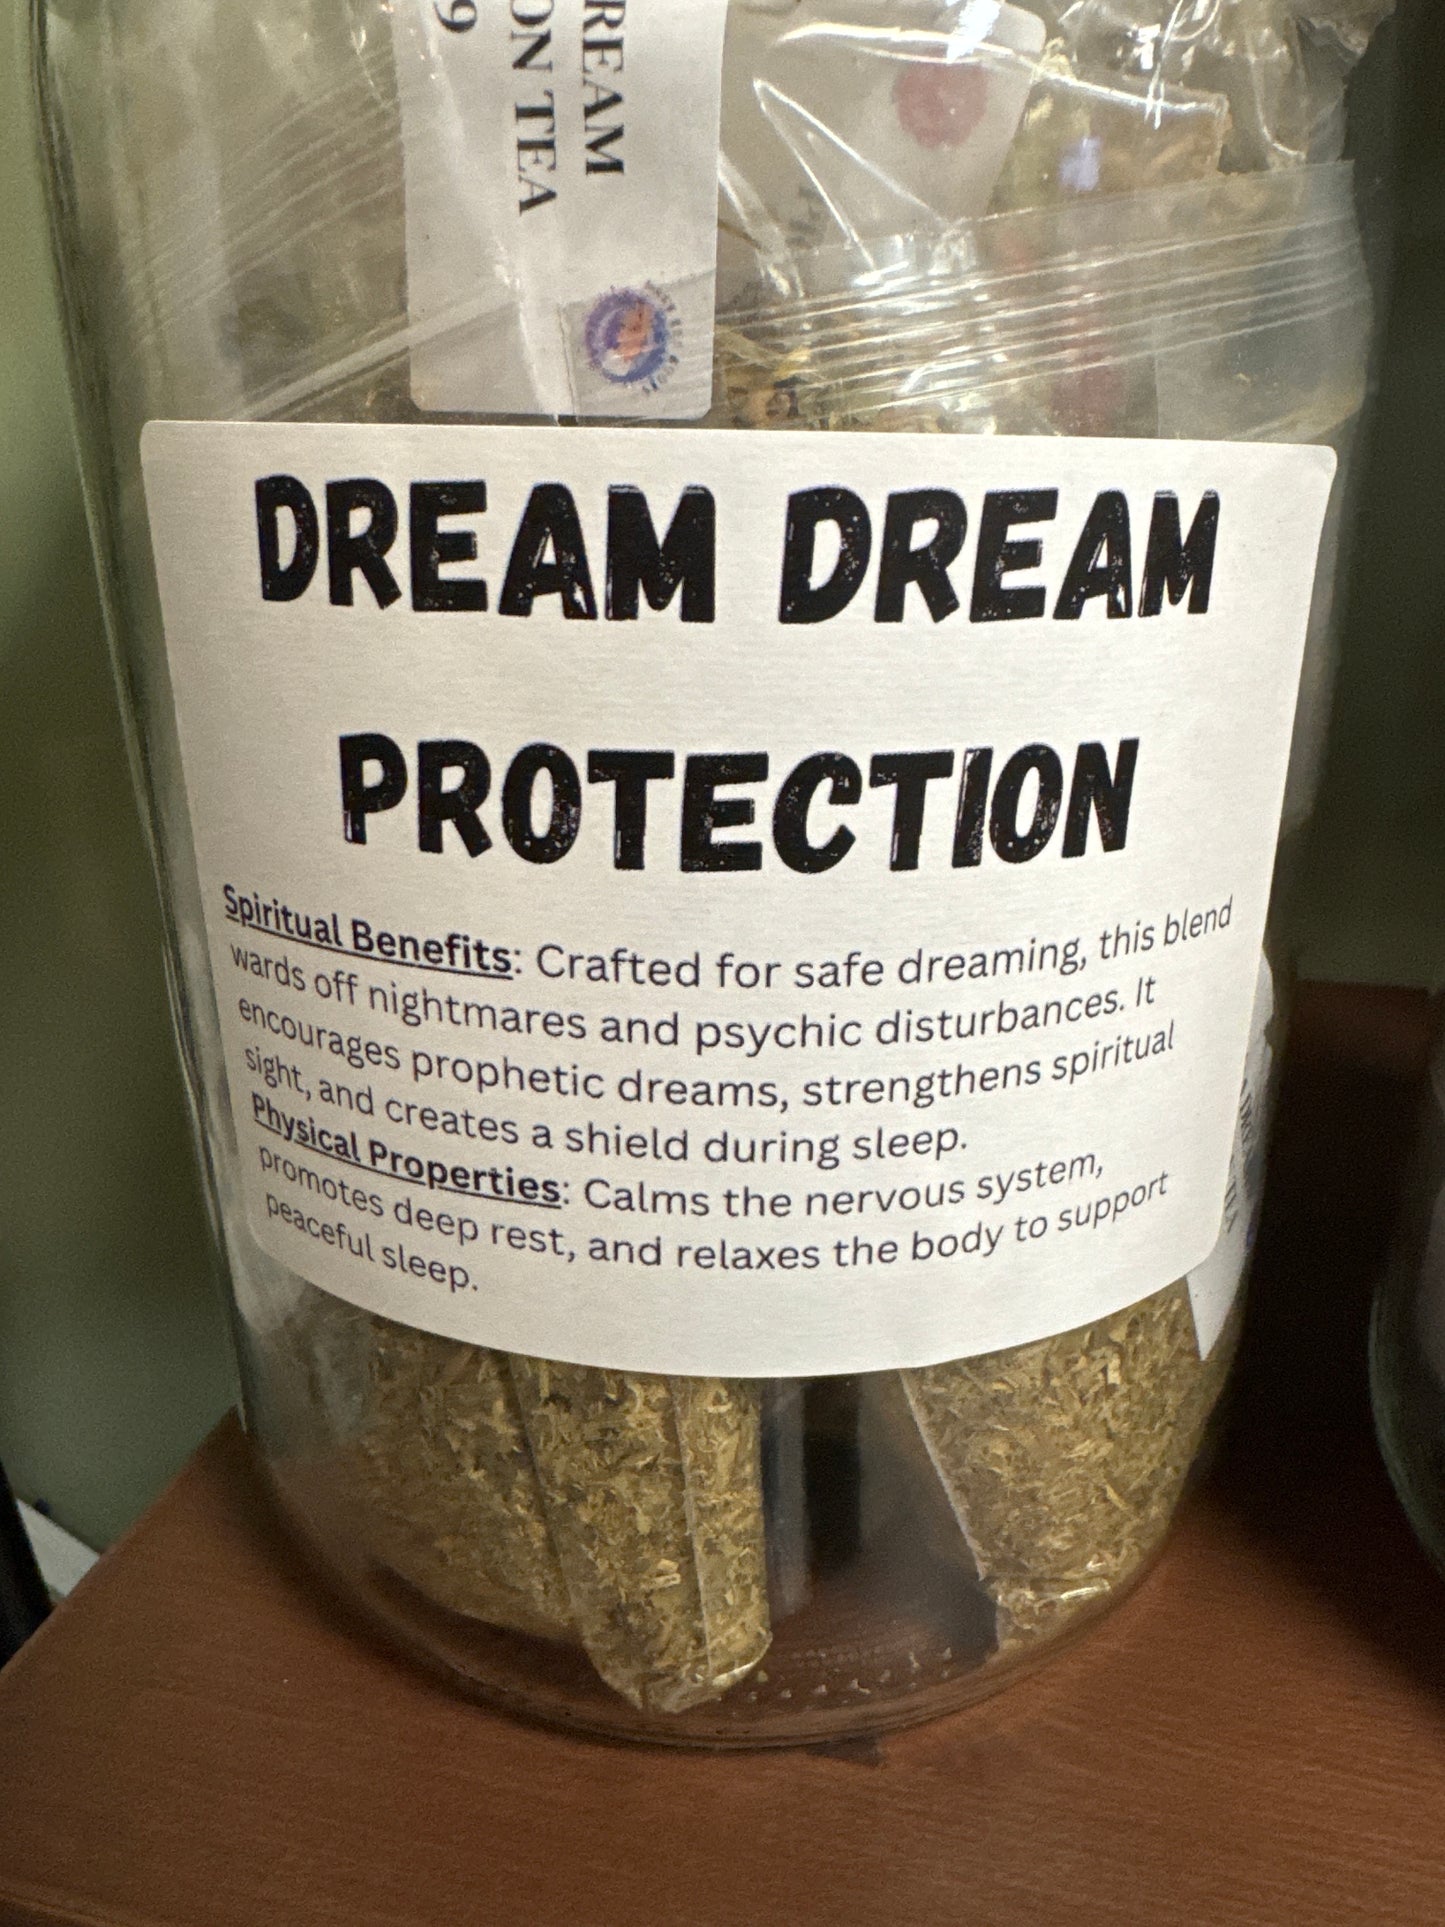 REAM
ON TEA
9
DREAM DREAM
PROTECTION
Spiritual Benefits: Crafted for safe dreaming, this blend
wards off nightmares and psychic disturbances. It
encourages prophetic dreams, strengthens spiritual
sight, and creates a shield during sleep.
Physical Properties: Calms the nervous system,
promotes deep rest, and relaxes the body to support
peaceful sleep.